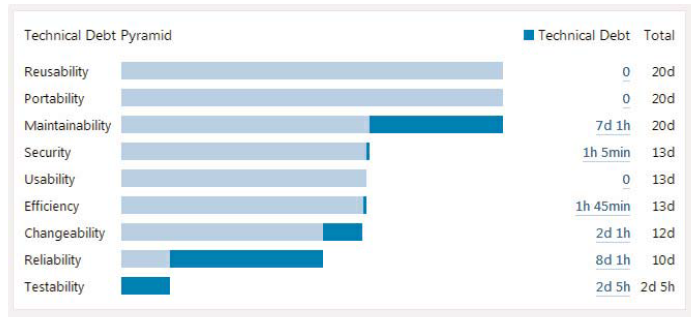 Technical Debt Pyramid Technical Debt Total
Reusability 0 20d
Portability 0 20d
Maintainability 7d 1h 20d
Security 1h 5min 13d
Usability 0 13d
Efficiency 1h 45min 13d
Changeability 2d 1h 12d
Reliability 8d 1h 10d
Testability 2d 5h 2d 5h